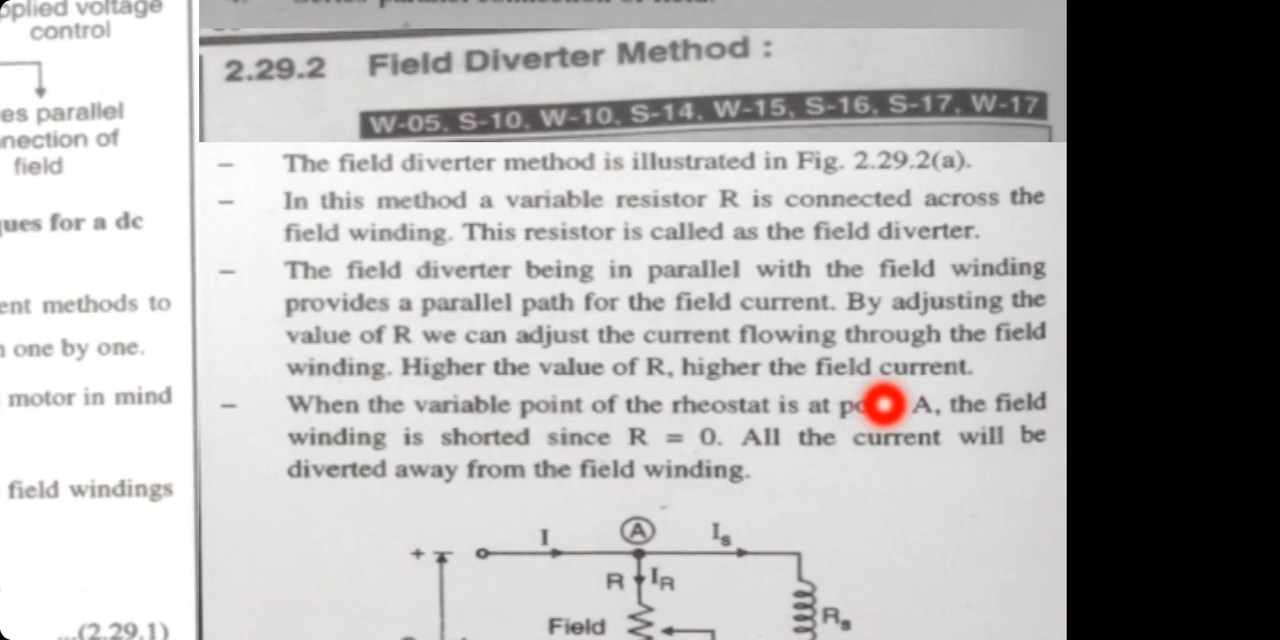 pplied voltage
control
es parallel
nection of
field
ques for a dc
ent methods to
one by one.
motor in mind
field windings
...(2.29.1)
2.29.2 Field Diverter Method :
W-05, S-10, W-10, S-14, W-15, S-16, S-17, W-17
– The field diverter method is illustrated in Fig. 2.29.2(a).
– In this method a variable resistor R is connected across the
field winding. This resistor is called as the field diverter.
– The field diverter being in parallel with the field winding
provides a parallel path for the field current. By adjusting the
value of R we can adjust the current flowing through the field
winding. Higher the value of R, higher the field current.
– When the variable point of the rheostat is at A, the field
winding is shorted since R = 0. All the current will be
diverted away from the field winding.
I A Is
+
R IR
Field Rs